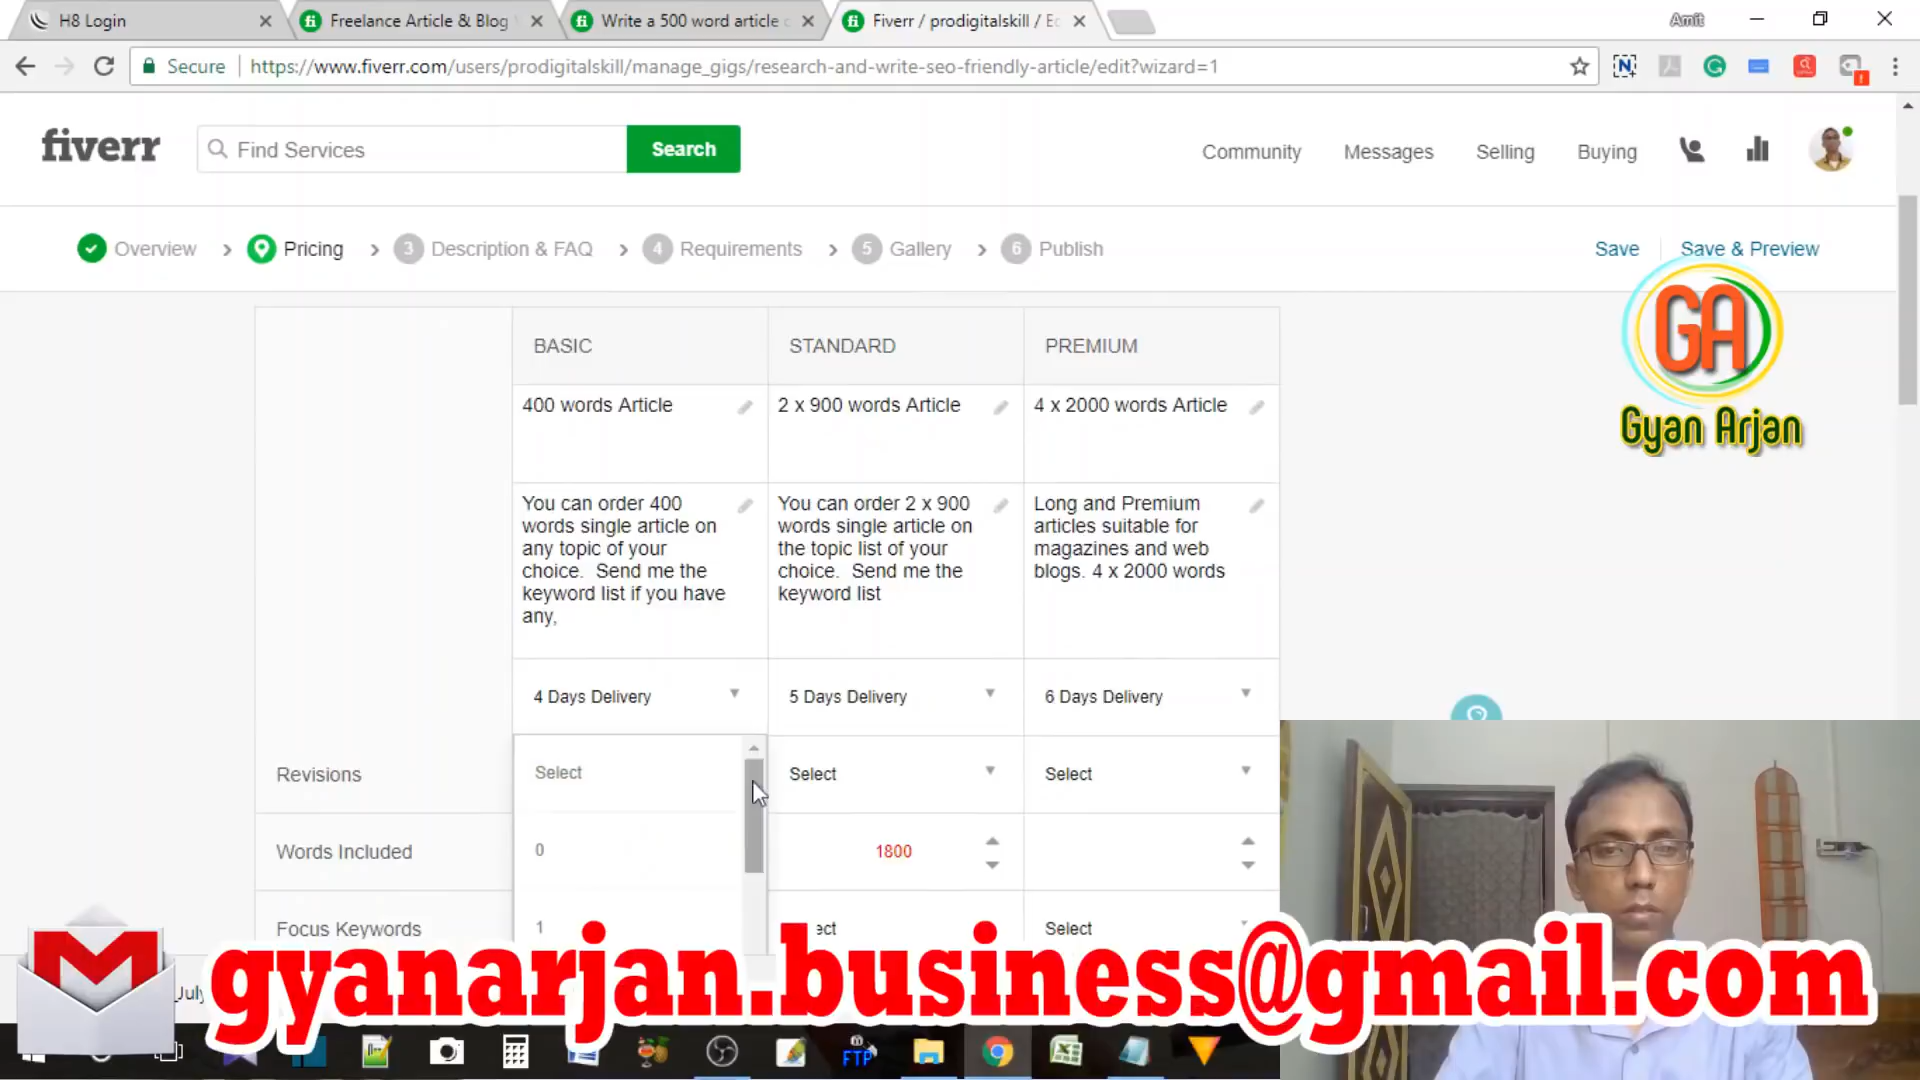 H8 Login
Freelance Article & Blog
Write a 500 word article
Fiverr / prodigitalskill /
Amit
Secure
https://www.fiverr.com/users/prodigitalskill/manage_gigs/research-and-write-seo-friendly-article/edit?wizard=1
fiverr
Find Services
Search
Community
Messages
Selling
Buying
Overview
Pricing
3 Description & FAQ
4 Requirements
5 Gallery
6 Publish
Save
Save & Preview
GA
Gyan Arjan
BASIC
STANDARD
PREMIUM
400 words Article
2 x 900 words Article
4 x 2000 words Article
You can order 400
words single article on
any topic of your
choice. Send me the
keyword list if you have
any,
You can order 2 x 900
words single article on
the topic list of your
choice. Send me the
keyword list
Long and Premium
articles suitable for
magazines and web
blogs. 4 x 2000 words
4 Days Delivery
5 Days Delivery
6 Days Delivery
Revisions
Select
Select
Select
0
1
Words Included
1800
Focus Keywords
Select
July
gyanarjan.business@gmail.com
FTP